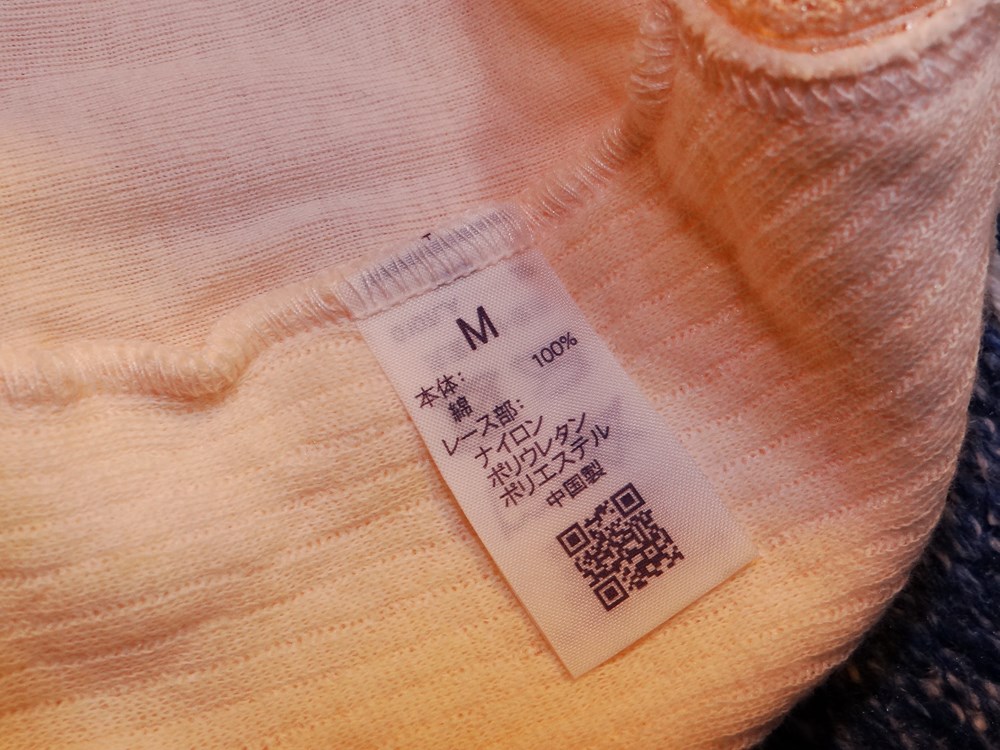 M
本体:
綿 100%
レース部:
ナイロン
ポリウレタン
ポリエステル
中国製